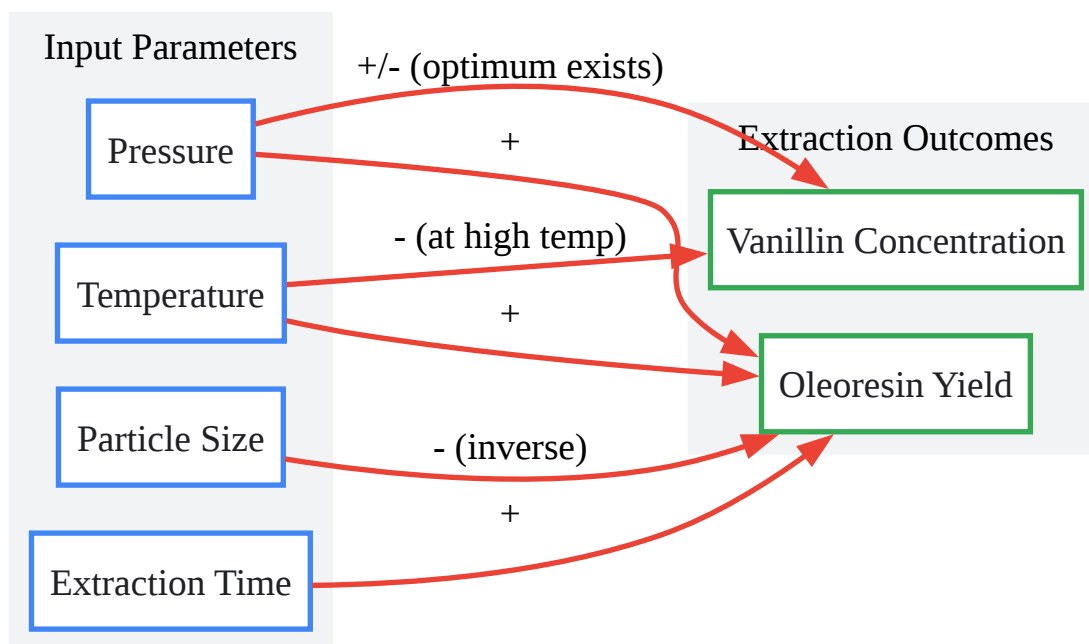 Input Parameters
+/- (optimum exists)
Pressure
+
Extraction Outcomes
- (at high temp)
Vanillin Concentration
Temperature
+
Oleoresin Yield
Particle Size
- (inverse)
+
Extraction Time